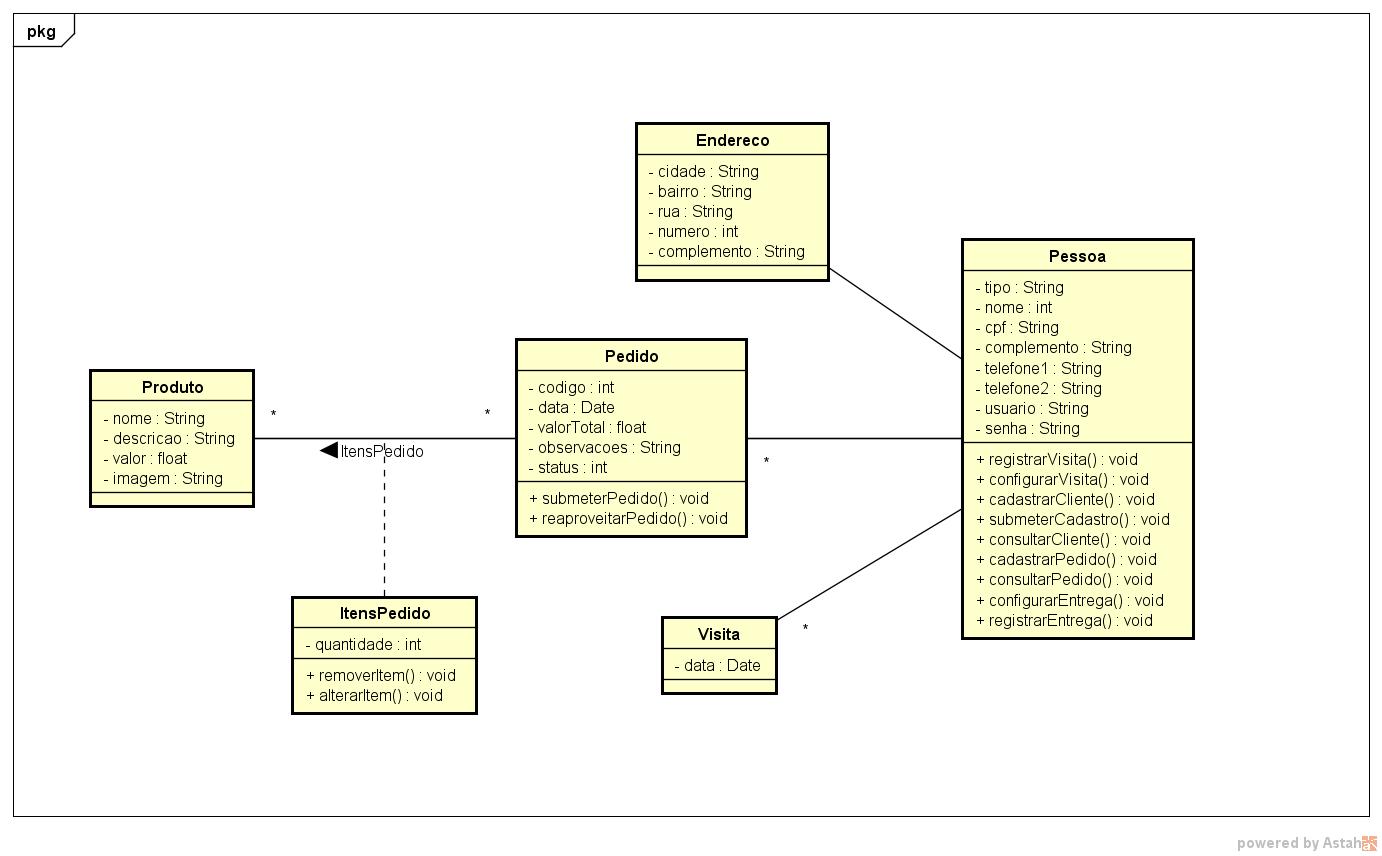 pkg
Endereco
- cidade : String
- bairro : String
- rua : String
- numero : int
- complemento : String
Pessoa
- tipo : String
- nome : int
- cpf : String
- complemento : String
- telefone1 : String
- telefone2 : String
- usuario : String
- senha : String
+ registrarVisita() : void
+ configurarVisita() : void
+ cadastrarCliente() : void
+ submeterCadastro() : void
+ consultarCliente() : void
+ cadastrarPedido() : void
+ consultarPedido() : void
+ configurarEntrega() : void
+ registrarEntrega() : void
Pedido
- codigo : int
- data : Date
- valorTotal : float
- observacoes : String
- status : int
+ submeterPedido() : void
+ reaproveitarPedido() : void
Produto
- nome : String
- descricao : String
- valor : float
- imagem : String
*
*
ItensPedido
*
ItensPedido
- quantidade : int
+ removerItem() : void
+ alterarItem() : void
Visita
- data : Date
*
powered by Astah